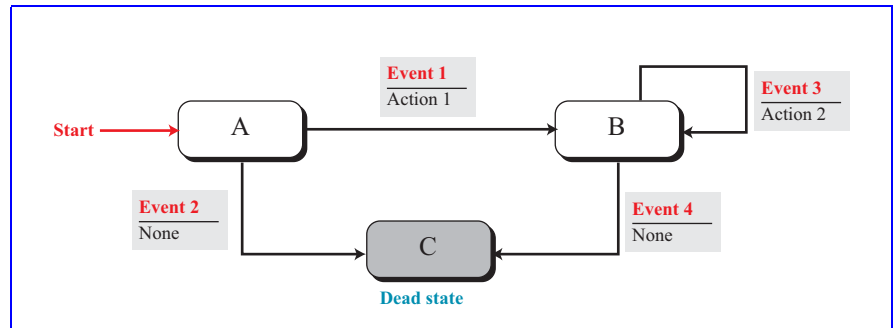 Event 1
Action 1
Event 3
Action 2
Start
A
B
Event 2
None
Event 4
None
C
Dead state